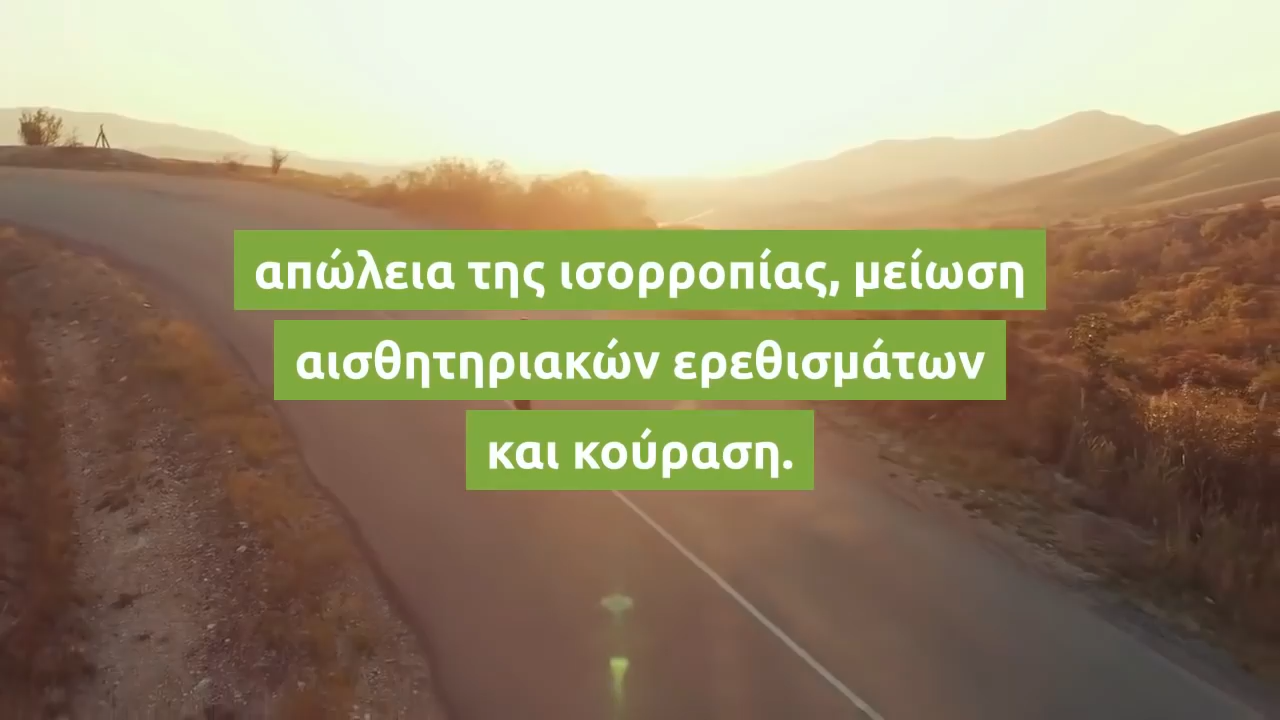 απώλεια της ισορροπίας, μείωση
αισθητηριακών ερεθισμάτων
και κούραση.